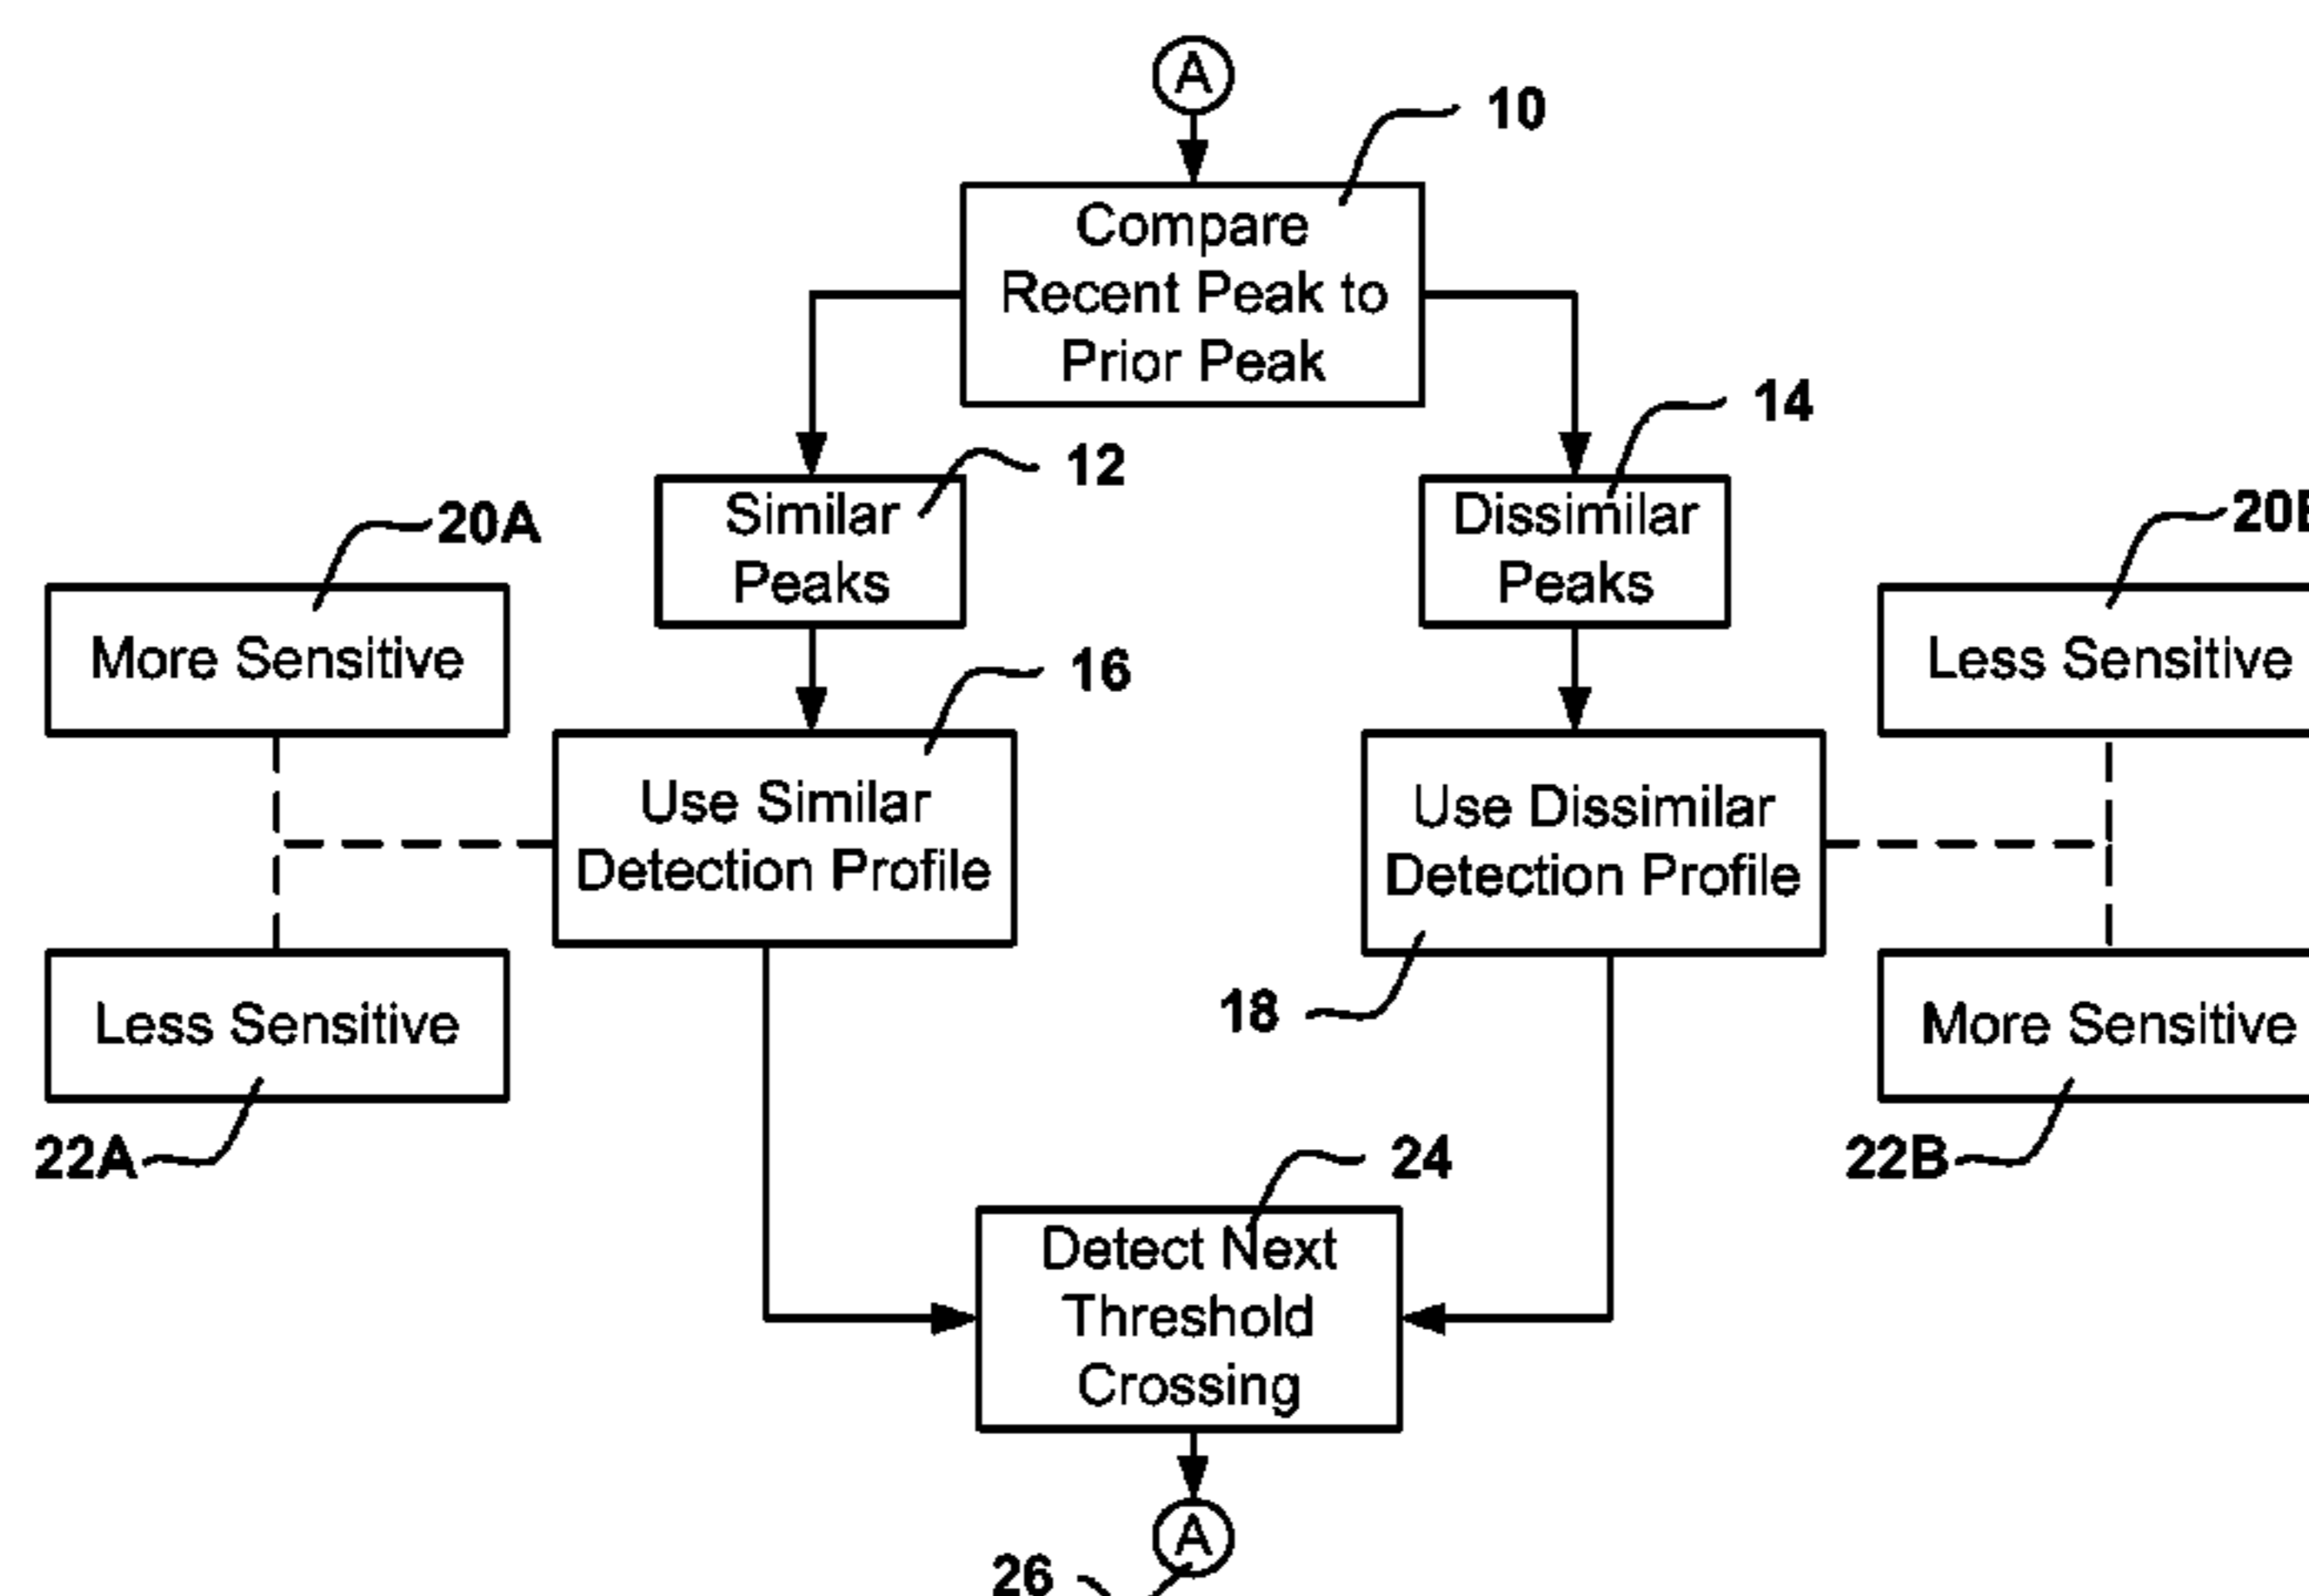 A
10
Compare
Recent Peak to
Prior Peak
14
12
20A
Similar
Peaks
Dissimilar
Peaks
More Sensitive
Less Sensitive
16
Use Similar
Detection Profile
Use Dissimilar
Detection Profile
18
Less Sensitive
More Sensitive
22A
24
22B
Detect Next
Threshold
Crossing
A
26